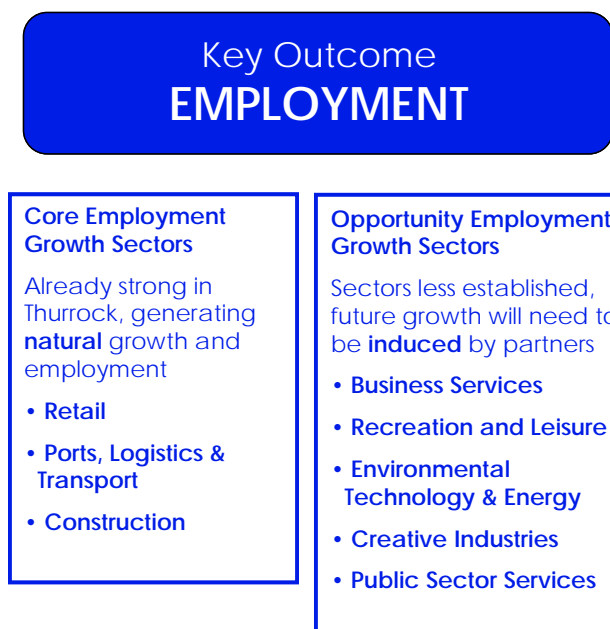 Key Outcome
EMPLOYMENT
Core Employment
Growth Sectors
Already strong in
Thurrock, generating
natural growth and
employment
• Retail
• Ports, Logistics &
Transport
• Construction
Opportunity Employment
Growth Sectors
Sectors less established,
future growth will need to
be induced by partners
• Business Services
• Recreation and Leisure
• Environmental
Technology & Energy
• Creative Industries
• Public Sector Services